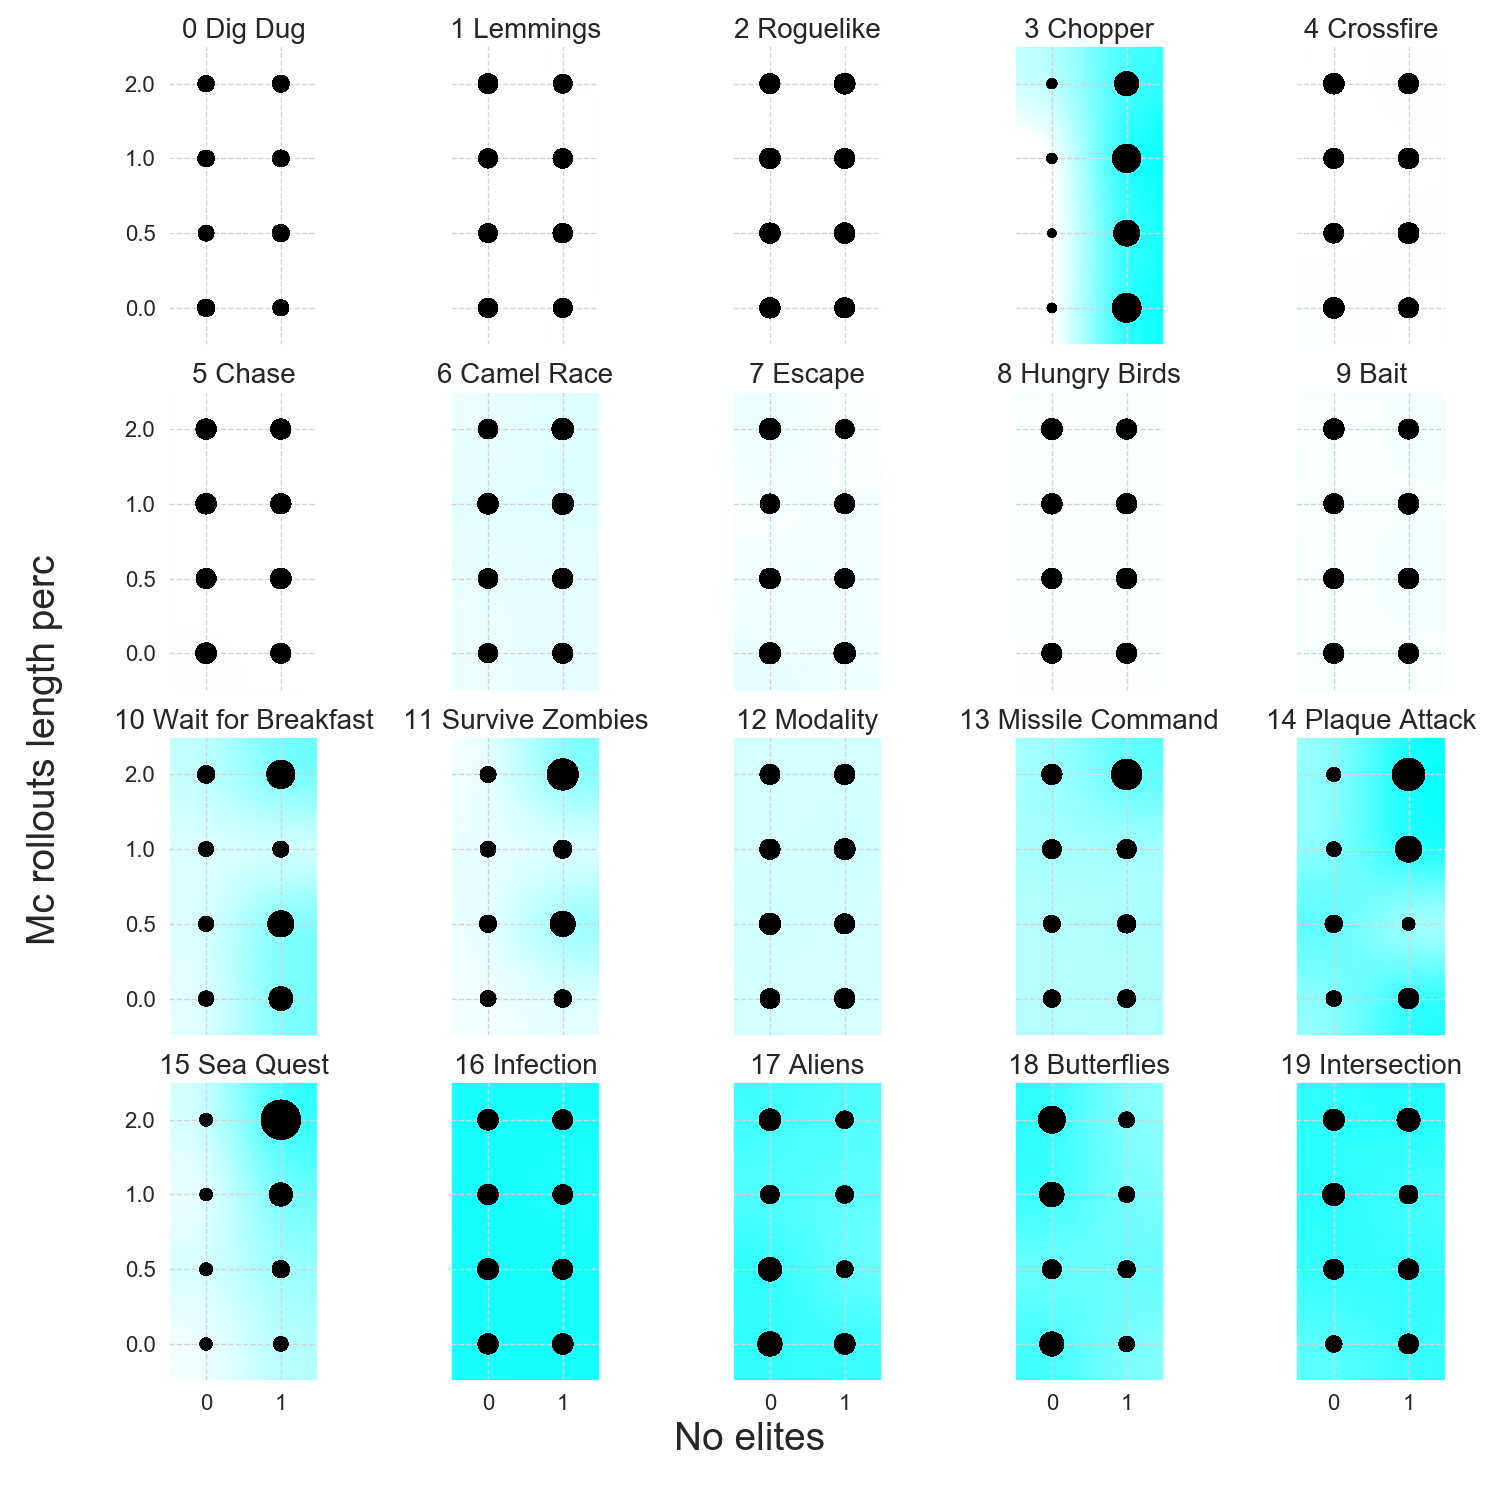 0 Dig Dug
1 Lemmings
2 Roguelike
3 Chopper
4 Crossfire
2.0
1.0
0.5
0.0
5 Chase
6 Camel Race
7 Escape
8 Hungry Birds
9 Bait
2.0
1.0
0.5
0.0
Mc rollouts length perc
10 Wait for Breakfast
11 Survive Zombies
12 Modality
13 Missile Command
14 Plaque Attack
2.0
1.0
0.5
0.0
15 Sea Quest
16 Infection
17 Aliens
18 Butterflies
19 Intersection
2.0
1.0
0.5
0.0
0 1 0 1 0 1 0 1 0 1
No elites